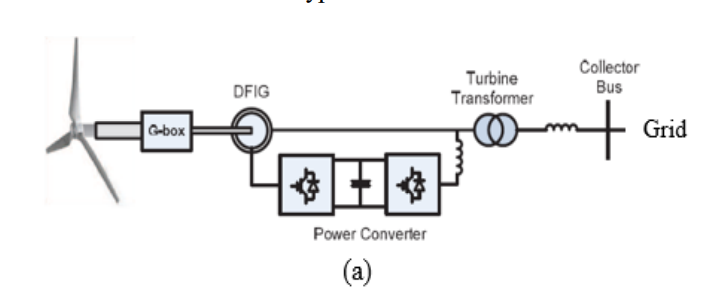 DFIG
Turbine
Transformer
Collector
Bus
G-box
Grid
Power Converter
(a)